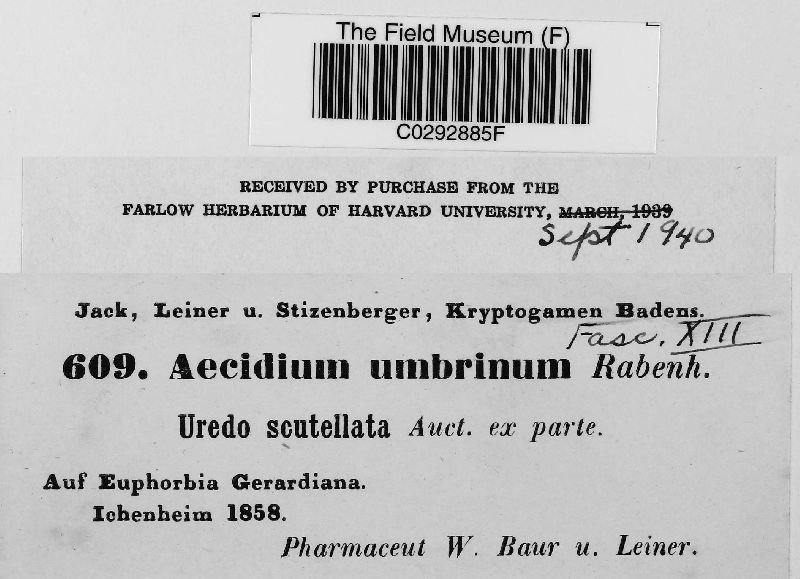 The Field Museum (F)
C0292885F
RECEIVED BY PURCHASE FROM THE
FARLOW HERBARIUM OF HARVARD UNIVERSITY, MARCH, 1939
Sept 1940
Jack, Leiner u. Stizenberger, Kryptogamen Badens.
Fasc. XIII
609. Aecidium umbrinum Rabenh.
Uredo scutellata Auct. ex parte.
Auf Euphorbia Gerardiana.
Ichenheim 1858.
Pharmaceut W. Baur u. Leiner.